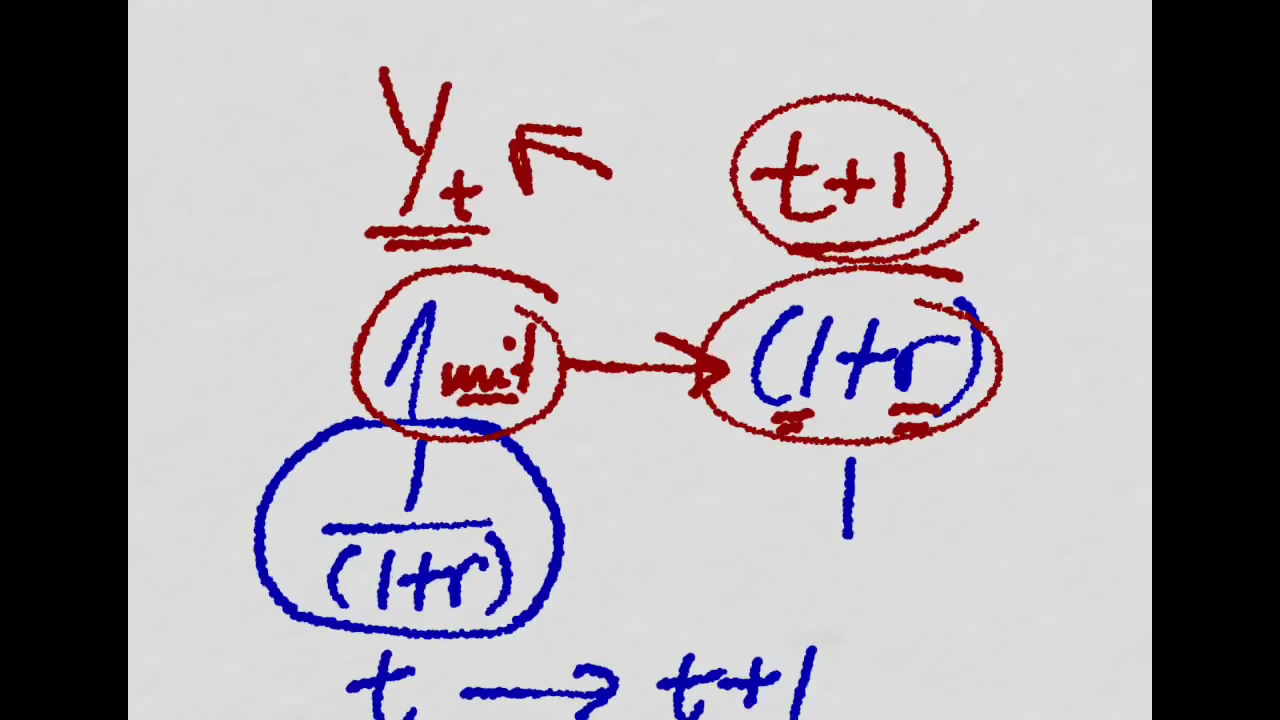 Yt t+1
1 unit (1+r)
1 1
(1+r)
t → t+1